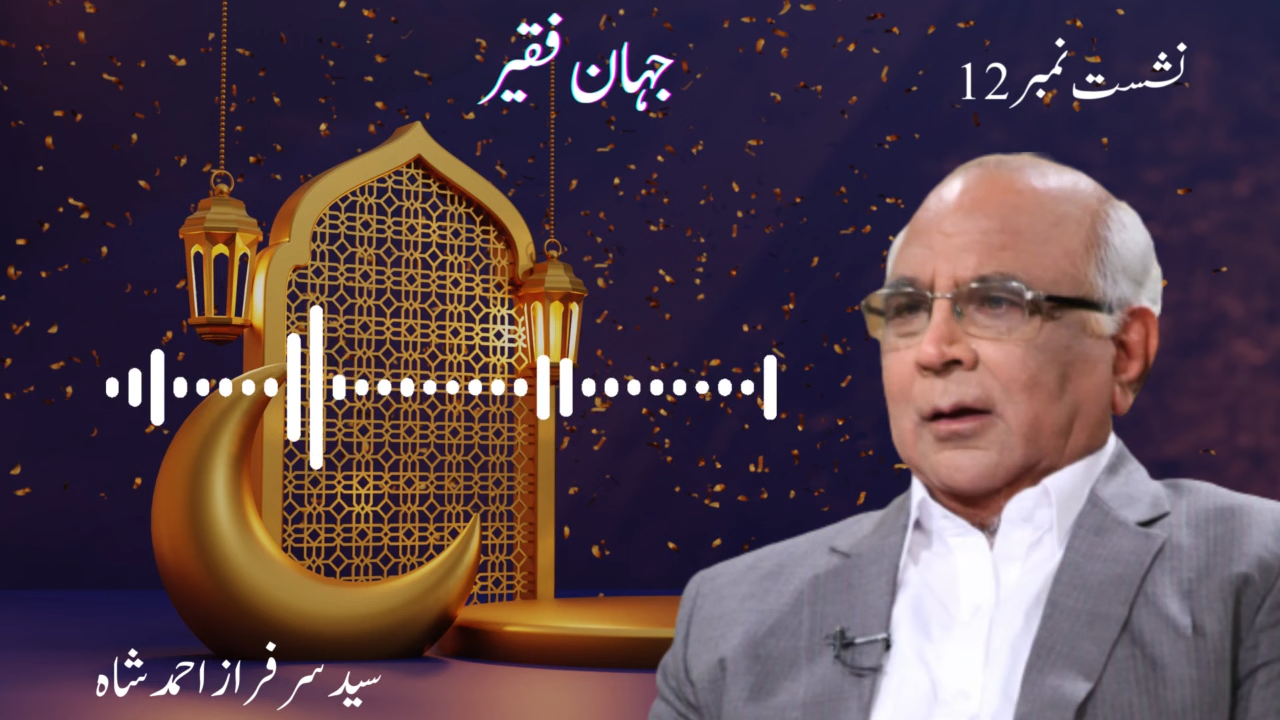 جہان فقیر
نشست نمبر 12
سید سرفراز احمد شاہ